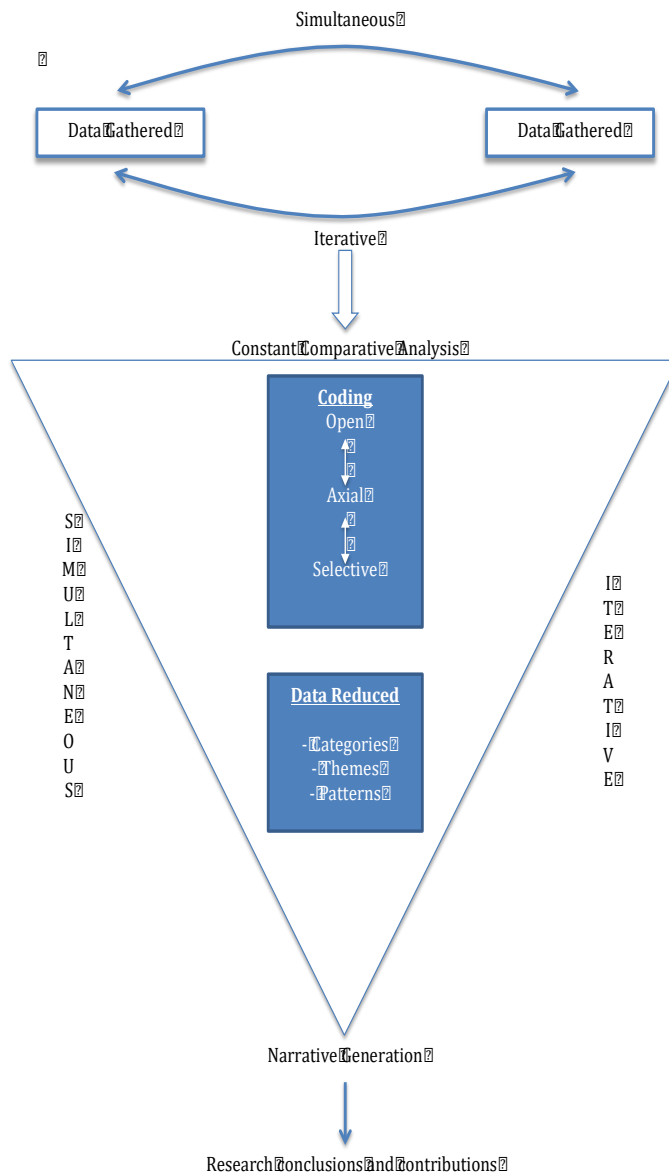 Simultaneous
Data Gathered
Data Gathered
Iterative
Constant Comparative Analysis
Coding
Open
Axial
Selective
S
I
M
U
L
T
A
N
E
O
U
S
I
T
E
R
A
T
I
V
E
Data Reduced
- Categories
- Themes
- Patterns
Narrative Generation
Research conclusions and contributions